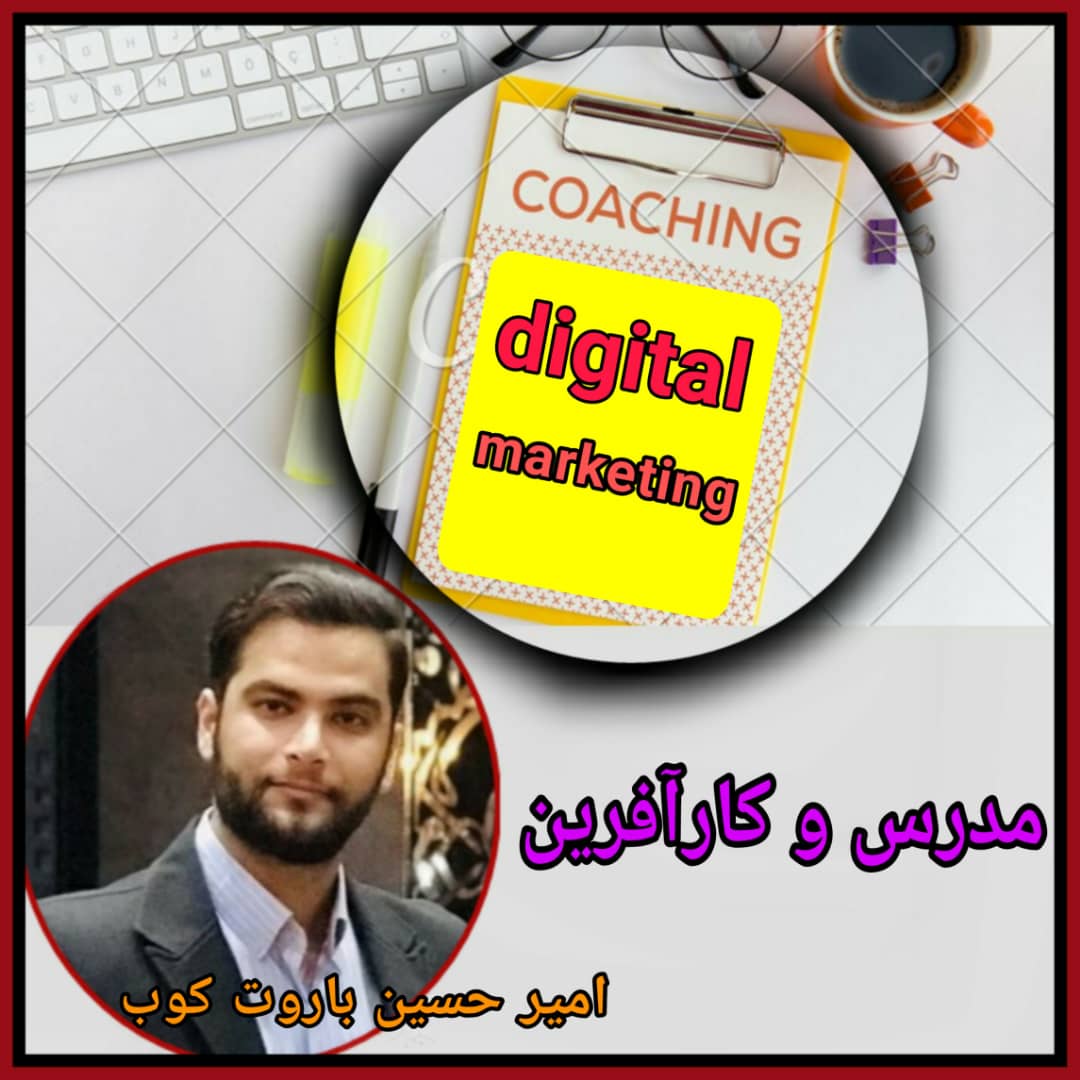 COACHING
digital
marketing
مدرس و کارآفرین
امیر حسین باروت کوب